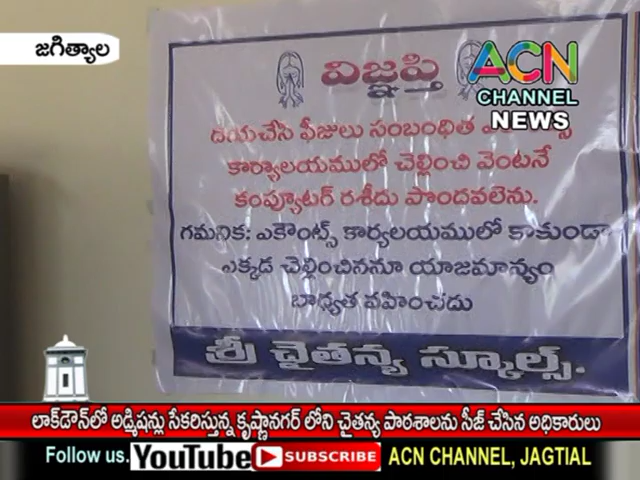 జగిత్యాల
ACN
CHANNEL
NEWS
విజ్ఞప్తి
దయచేసి ఫీజులు సంబంధిత
కార్యాలయములో చెల్లించి వెంటనే
కంప్యూటర్ రశీదు పొందవలెను.
గమనిక: ఎకౌంట్స్ కార్యలయములో కాకుండా
ఎక్కడ చెల్లించిననూ యాజమాన్యం
బాధ్యత వహించదు
శ్రీ చైతన్య స్కూల్స్.
లాక్‌డౌన్‌లో అడ్మిషన్లు సేకరిస్తున్న కృష్ణానగర్ లోని చైతన్య పాఠశాలను సీజ్ చేసిన అధికారులు
Follow us. YouTube SUBSCRIBE ACN CHANNEL, JAGTIAL